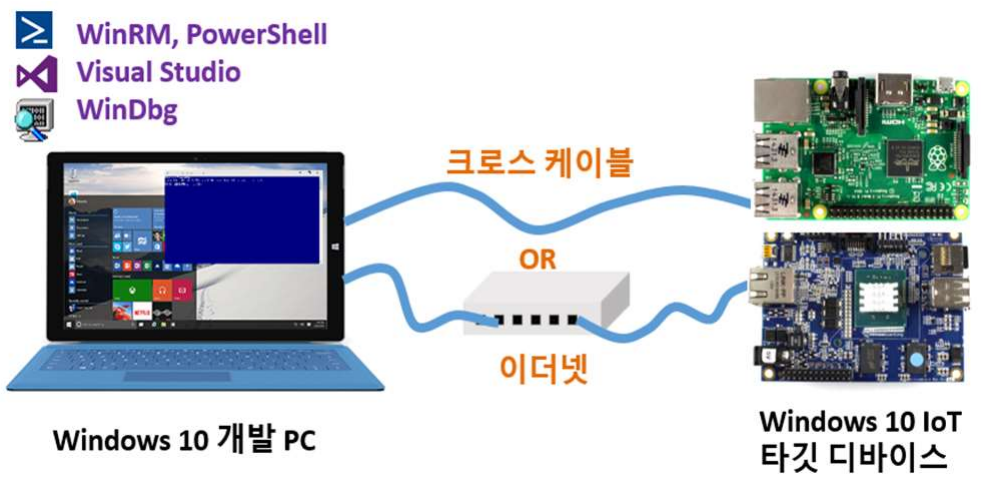 WinRM, PowerShell
Visual Studio
WinDbg
크로스 케이블
OR
이더넷
Windows 10 개발 PC
Windows 10 IoT
타깃 디바이스